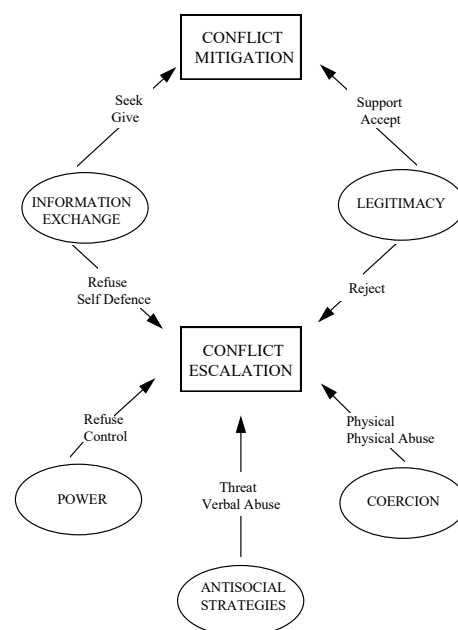 CONFLICT
MITIGATION
Seek
Give
Support
Accept
INFORMATION
EXCHANGE
LEGITIMACY
Refuse
Self Defence
Reject
CONFLICT
ESCALATION
Refuse
Control
Physical
Physical Abuse
POWER
Threat
Verbal Abuse
COERCION
ANTISOCIAL
STRATEGIES